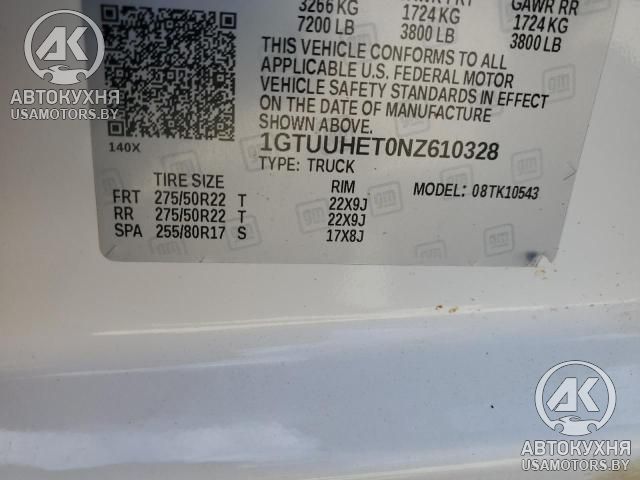 3266 KG 1724 KG 1724 KG
7200 LB 3800 LB 3800 LB
GAWR RR
THIS VEHICLE CONFORMS TO ALL
APPLICABLE U.S. FEDERAL MOTOR
VEHICLE SAFETY STANDARDS IN EFFECT
ON THE DATE OF MANUFACTURE
SHOWN ABOVE.
140X
1GTUUHET0NZ610328
TYPE: TRUCK
TIRE SIZE RIM MODEL: 08TK10543
FRT 275/50R22 T 22X9J
RR 275/50R22 T 22X9J
SPA 255/80R17 S 17X8J
gm
AK
АВТОКУХНЯ
USAMOTORS.BY
AK
АВТОКУХНЯ
USAMOTORS.BY